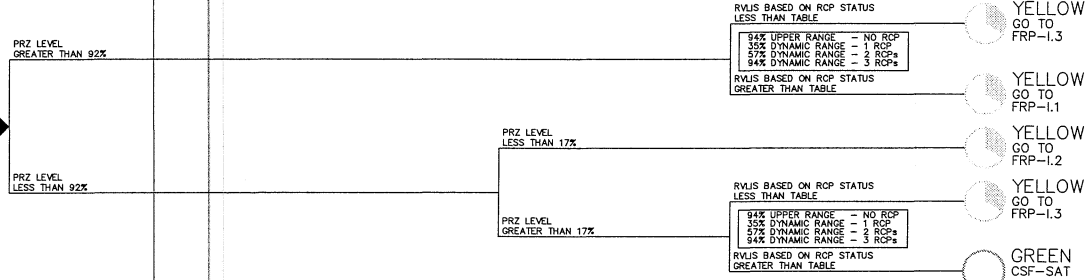 RVLIS BASED ON RCP STATUS
LESS THAN TABLE
YELLOW
GO TO
FRP-I.3
PRZ LEVEL
GREATER THAN 92%
94% UPPER RANGE - NO RCP
35% DYNAMIC RANGE - 1 RCP
57% DYNAMIC RANGE - 2 RCPs
94% DYNAMIC RANGE - 3 RCPs
RVLIS BASED ON RCP STATUS
GREATER THAN TABLE
YELLOW
GO TO
FRP-I.1
PRZ LEVEL
LESS THAN 17%
YELLOW
GO TO
FRP-I.2
PRZ LEVEL
LESS THAN 92%
RVLIS BASED ON RCP STATUS
LESS THAN TABLE
YELLOW
GO TO
FRP-I.3
PRZ LEVEL
GREATER THAN 17%
94% UPPER RANGE - NO RCP
35% DYNAMIC RANGE - 1 RCP
57% DYNAMIC RANGE - 2 RCPs
94% DYNAMIC RANGE - 3 RCPs
RVLIS BASED ON RCP STATUS
GREATER THAN TABLE
GREEN
CSF-SAT